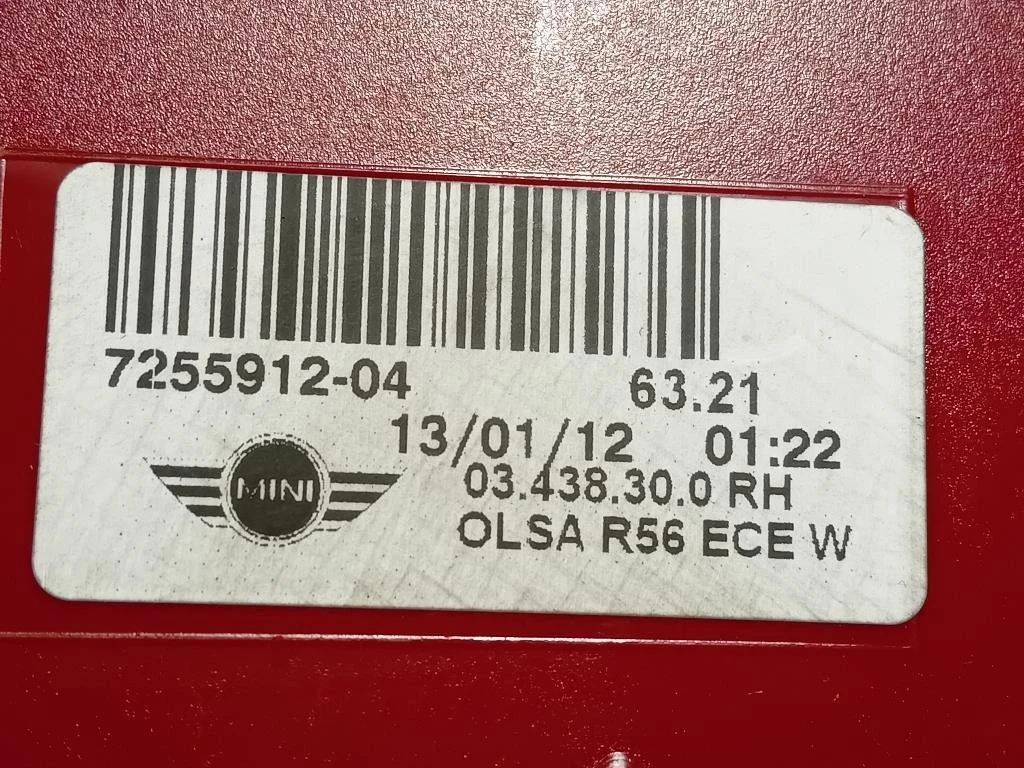 7255912-04 63.21
13/01/12 01:22
MINI
03.438.30.0 RH
OLSA R56 ECE W